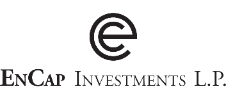 ENCAP INVESTMENTS L.P.